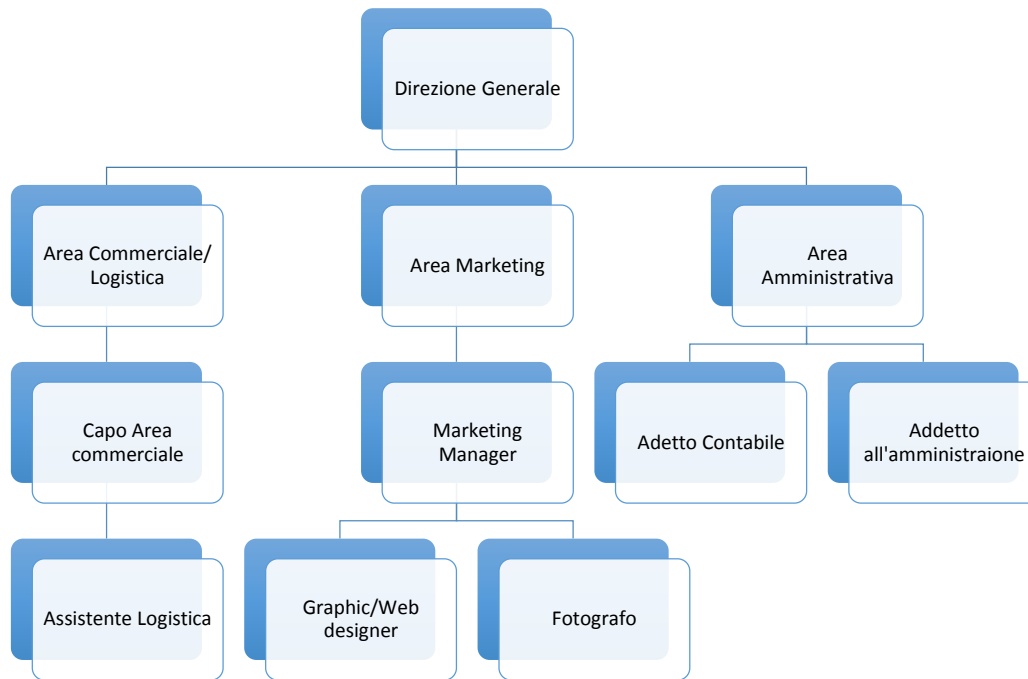 Direzione Generale
Area Commerciale/
Logistica
Area Marketing
Area
Amministrativa
Capo Area
commerciale
Marketing
Manager
Adetto Contabile
Addetto
all'amministraione
Assistente Logistica
Graphic/Web
designer
Fotografo